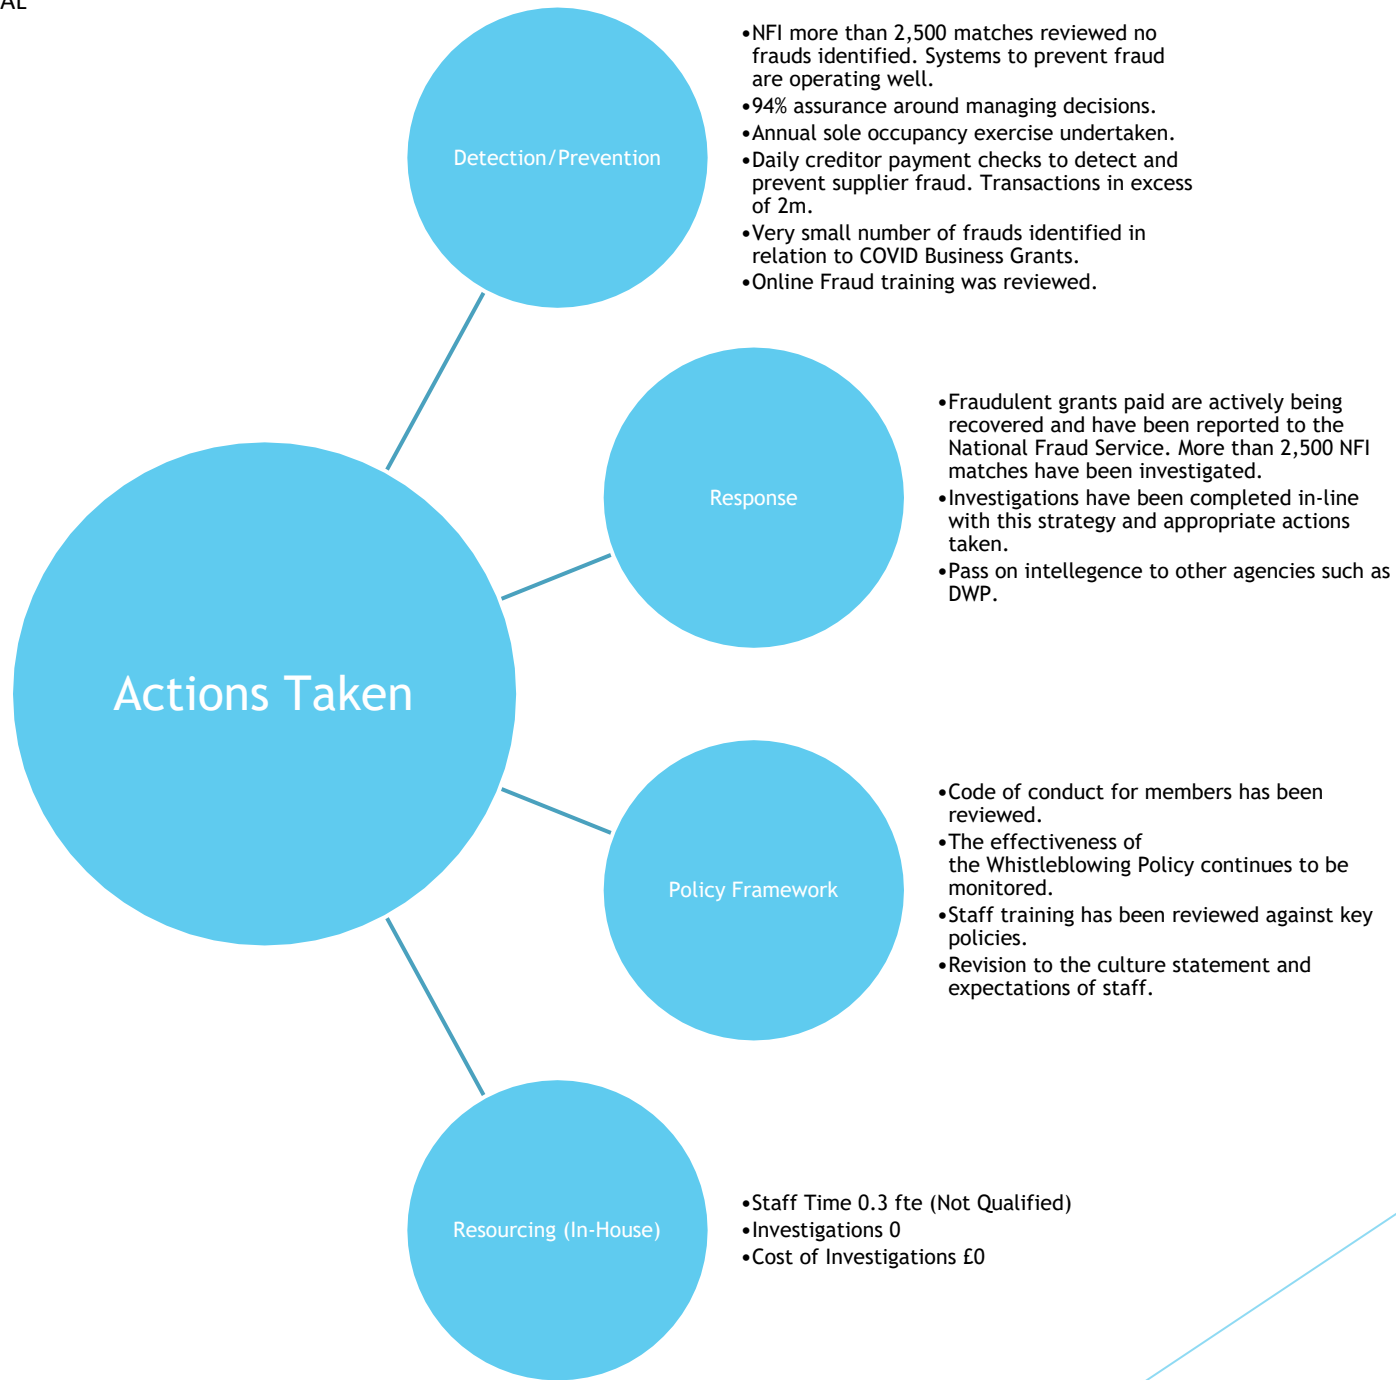 AL
Detection/Prevention
•NFI more than 2,500 matches reviewed no
frauds identified. Systems to prevent fraud
are operating well.
•94% assurance around managing decisions.
•Annual sole occupancy exercise undertaken.
•Daily creditor payment checks to detect and
prevent supplier fraud. Transactions in excess
of 2m.
•Very small number of frauds identified in
relation to COVID Business Grants.
•Online Fraud training was reviewed.
Response
•Fraudulent grants paid are actively being
recovered and have been reported to the
National Fraud Service. More than 2,500 NFI
matches have been investigated.
•Investigations have been completed in-line
with this strategy and appropriate actions
taken.
•Pass on intellegence to other agencies such as
DWP.
Actions Taken
Policy Framework
•Code of conduct for members has been
reviewed.
•The effectiveness of
the Whistleblowing Policy continues to be
monitored.
•Staff training has been reviewed against key
policies.
•Revision to the culture statement and
expectations of staff.
Resourcing (In-House)
•Staff Time 0.3 fte (Not Qualified)
•Investigations 0
•Cost of Investigations £0